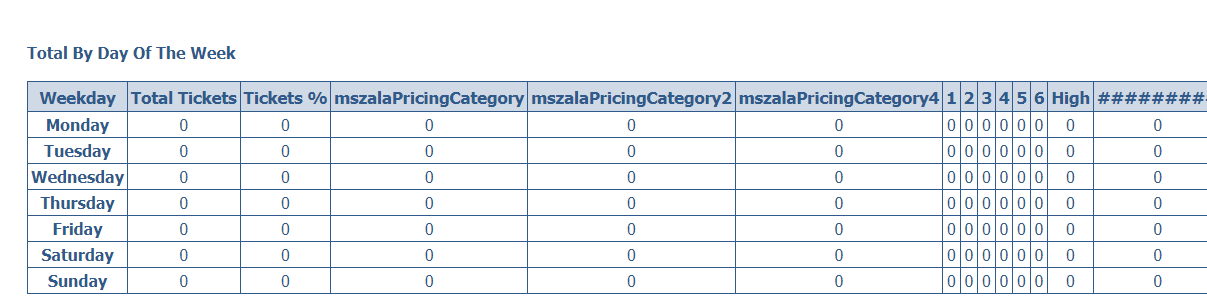 Total By Day Of The Week
Weekday Total Tickets Tickets % mszalaPricingCategory mszalaPricingCategory2 mszalaPricingCategory4 1 2 3 4 5 6 High #########
Monday 0 0 0 0 0 0 0 0 0 0 0 0 0
Tuesday 0 0 0 0 0 0 0 0 0 0 0 0 0
Wednesday 0 0 0 0 0 0 0 0 0 0 0 0 0
Thursday 0 0 0 0 0 0 0 0 0 0 0 0 0
Friday 0 0 0 0 0 0 0 0 0 0 0 0 0
Saturday 0 0 0 0 0 0 0 0 0 0 0 0 0
Sunday 0 0 0 0 0 0 0 0 0 0 0 0 0